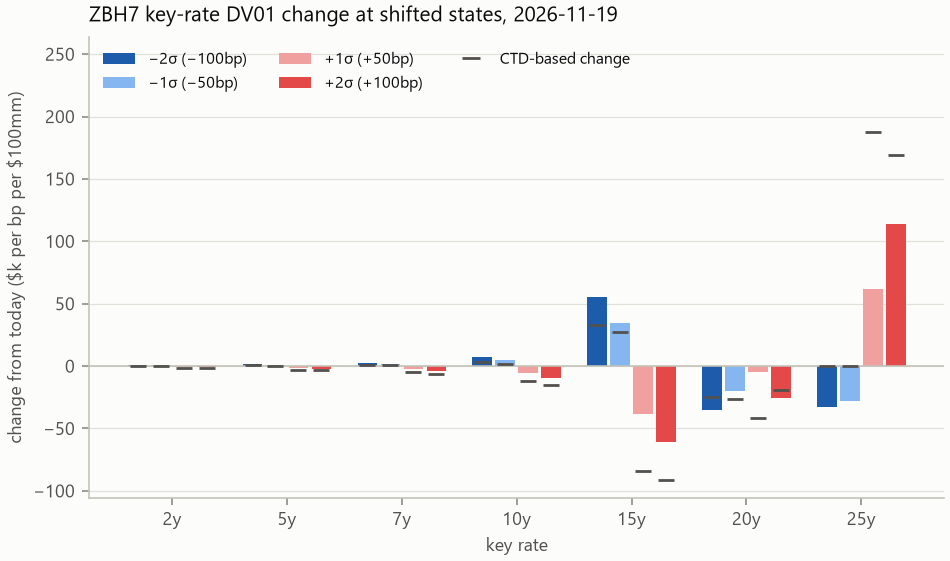 ZBH7 key-rate DV01 change at shifted states, 2026-11-19
−2σ (−100bp)
−1σ (−50bp)
+1σ (+50bp)
+2σ (+100bp)
CTD-based change
change from today ($k per bp per $100mm)
250
200
150
100
50
0
−50
−100
2y
5y
7y
10y
15y
20y
25y
key rate